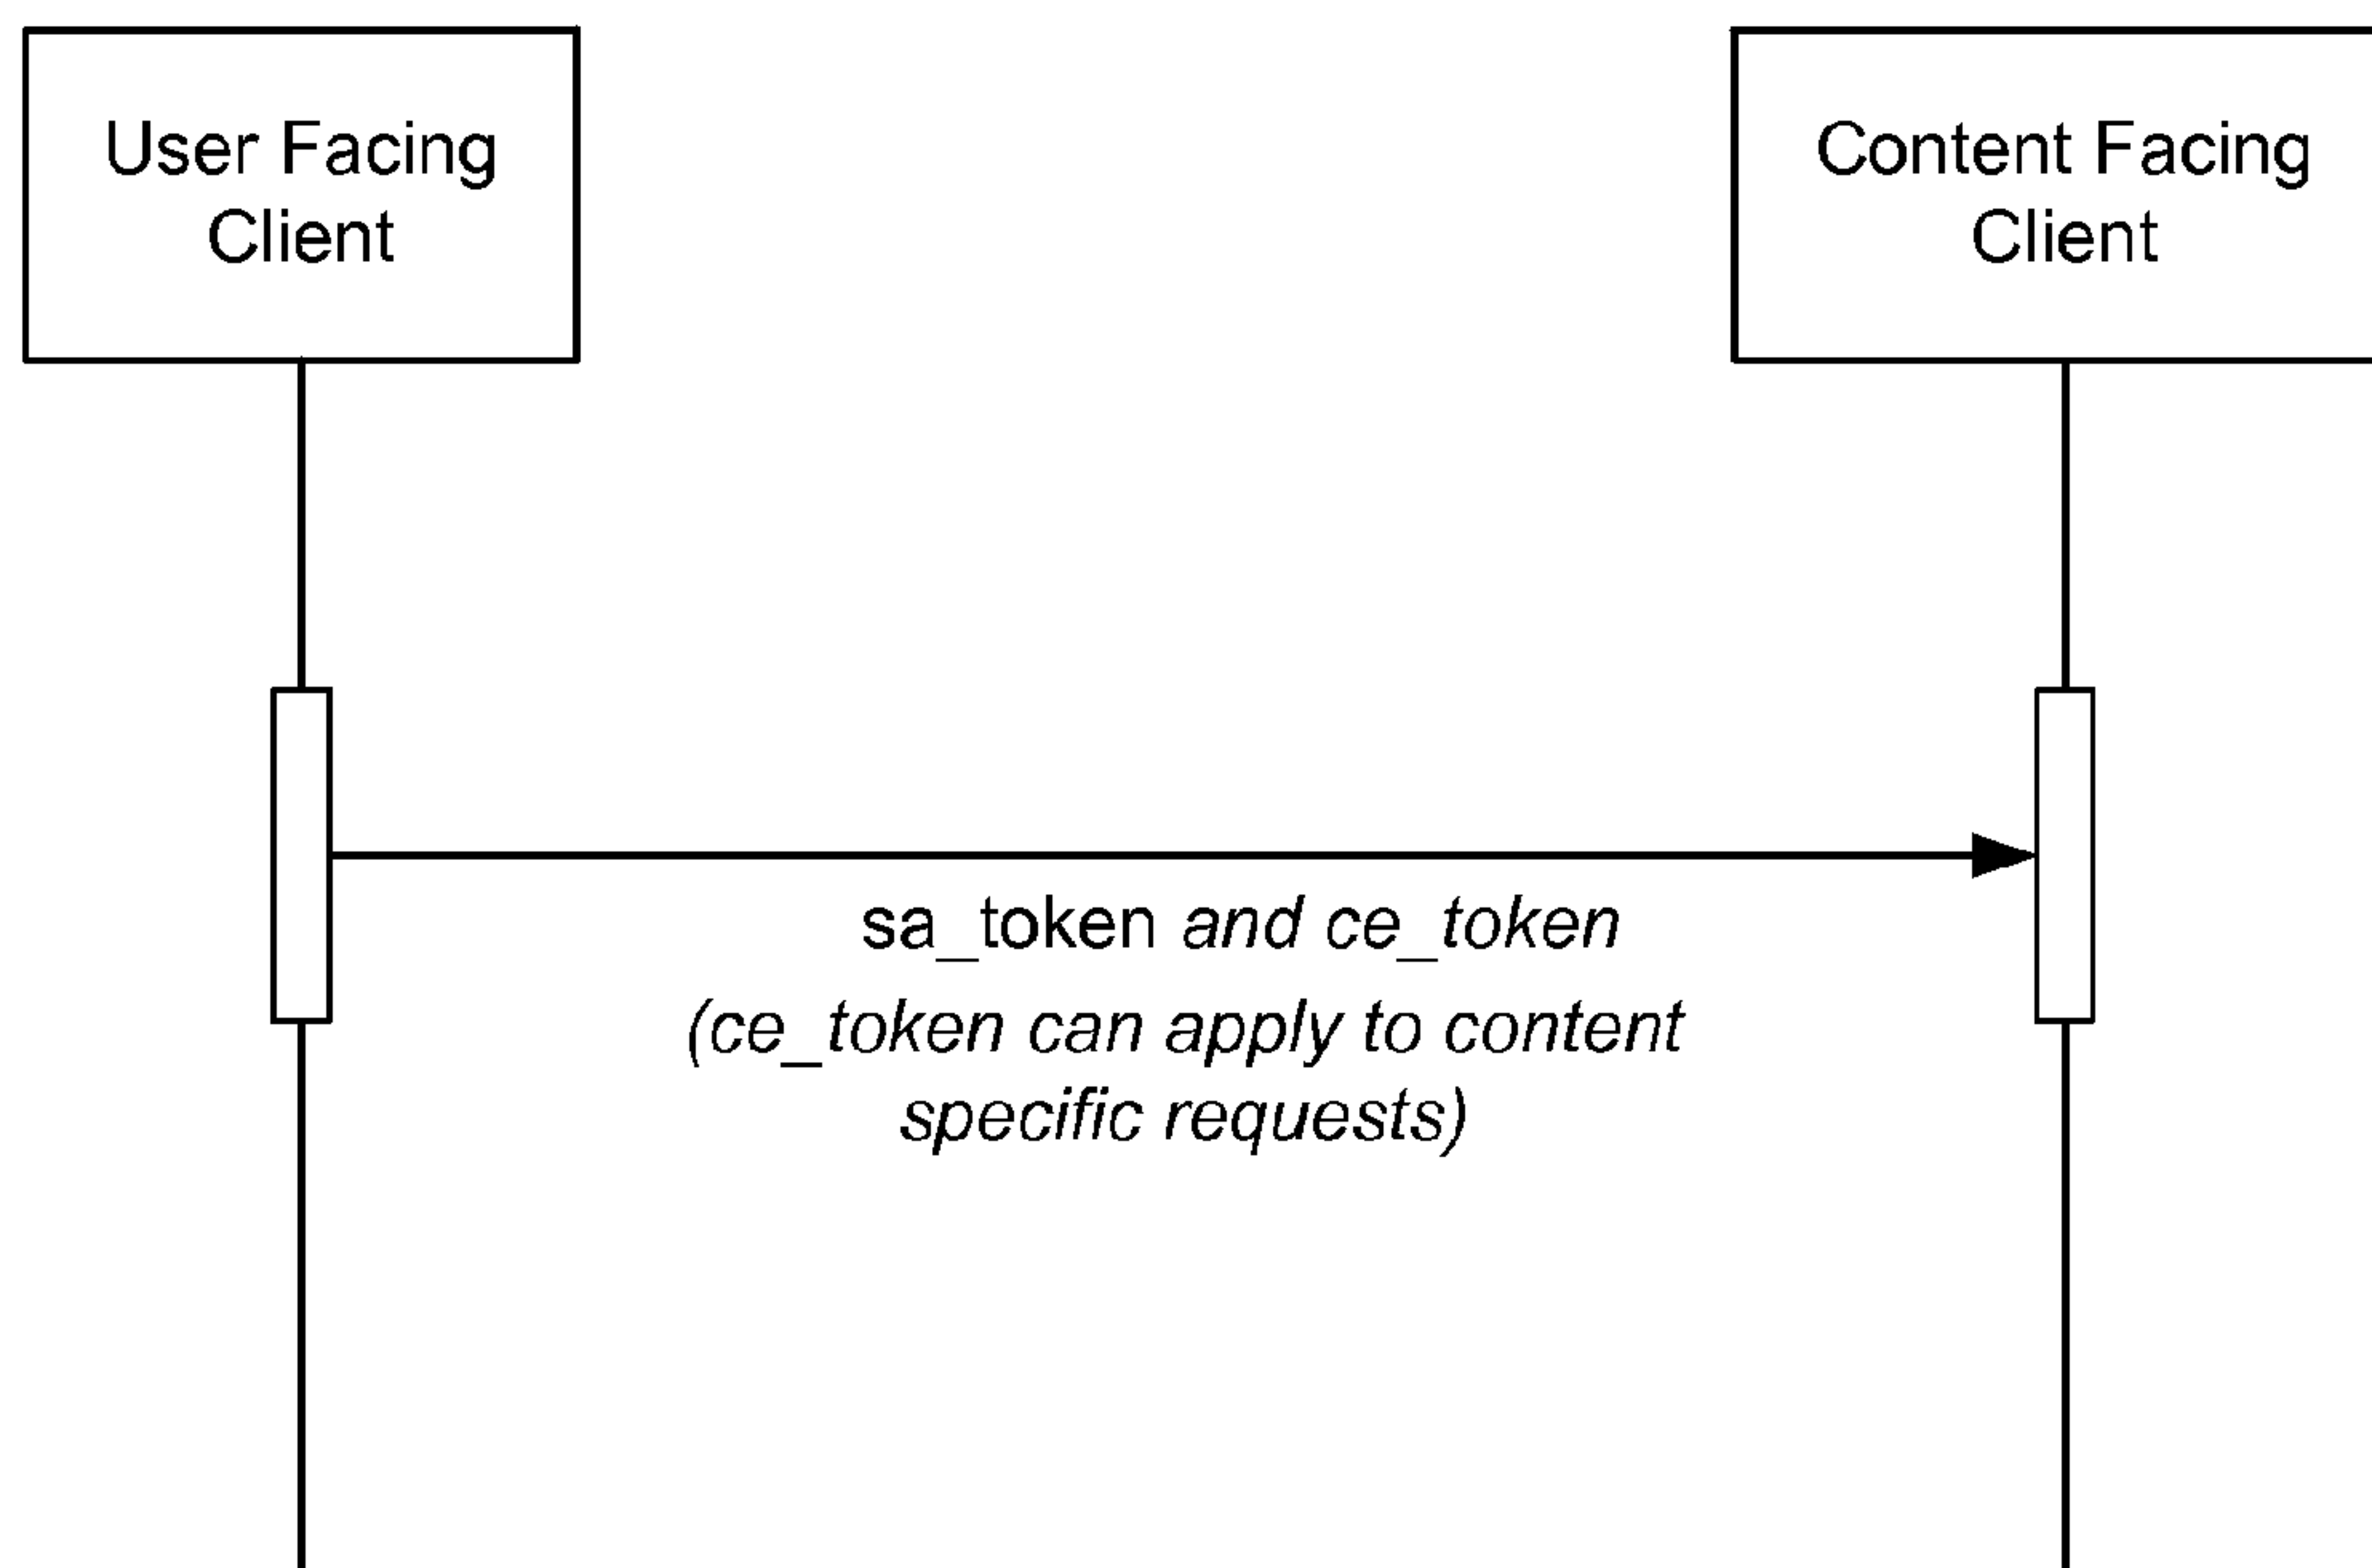 User Facing
Client
Content Facing
Client
sa_token and ce_token
(ce_token can apply to content
specific requests)